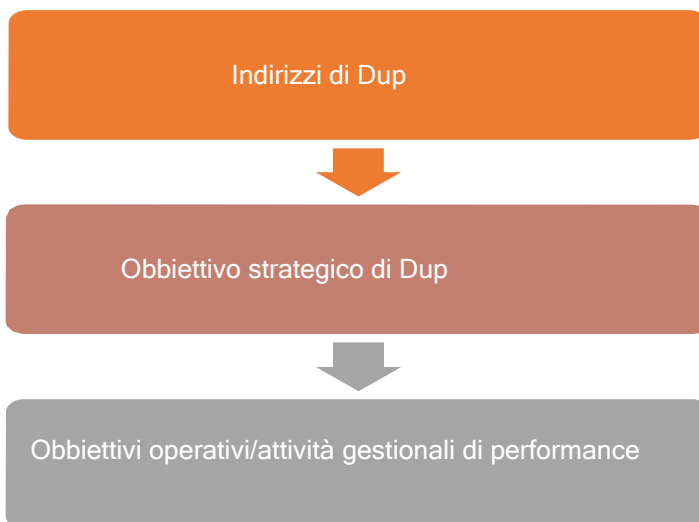 Indirizzi di Dup
Obbiettivo strategico di Dup
Obbiettivi operativi/attività gestionali di performance